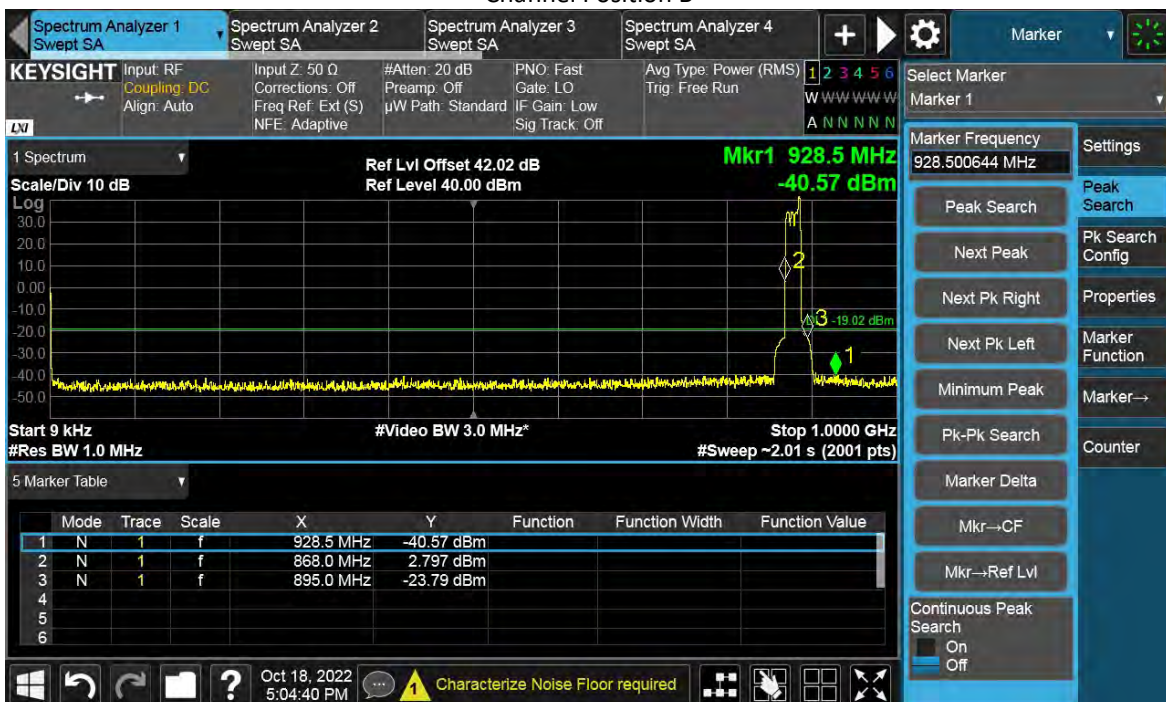 Channel Position B
Spectrum Analyzer 1
Swept SA
Spectrum Analyzer 2
Swept SA
Spectrum Analyzer 3
Swept SA
Spectrum Analyzer 4
Swept SA
+
Marker
KEYSIGHT
LXI
Input: RF
Coupling: DC
Align: Auto
Input Z: 50 Ω
Corrections: Off
Freq Ref: Ext (S)
NFE: Adaptive
#Atten: 20 dB
Preamp: Off
µW Path: Standard
PNO: Fast
Gate: LO
IF Gain: Low
Sig Track: Off
Avg Type: Power (RMS)
Trig: Free Run
1 2 3 4 5 6
W W W W W W
A N N N N N
Select Marker
Marker 1
1 Spectrum
Scale/Div 10 dB
Log
Ref Lvl Offset 42.02 dB
Ref Level 40.00 dBm
Mkr1 928.5 MHz
-40.57 dBm
30.0
20.0
10.0
0.00
-10.0
-20.0
-30.0
-40.0
-50.0
2
3
-19.02 dBm
1
Start 9 kHz
#Res BW 1.0 MHz
#Video BW 3.0 MHz*
Stop 1.0000 GHz
#Sweep ~2.01 s (2001 pts)
5 Marker Table
Mode Trace Scale X Y Function Function Width Function Value
1 N 1 f 928.5 MHz -40.57 dBm
2 N 1 f 868.0 MHz 2.797 dBm
3 N 1 f 895.0 MHz -23.79 dBm
4
5
6
Marker Frequency
928.500644 MHz
Peak Search
Next Peak
Next Pk Right
Next Pk Left
Minimum Peak
Pk-Pk Search
Marker Delta
Mkr→CF
Mkr→Ref Lvl
Continuous Peak
Search
On
Off
Settings
Peak
Search
Pk Search
Config
Properties
Marker
Function
Marker→
Counter
?
Oct 18, 2022
5:04:40 PM
1
Characterize Noise Floor required